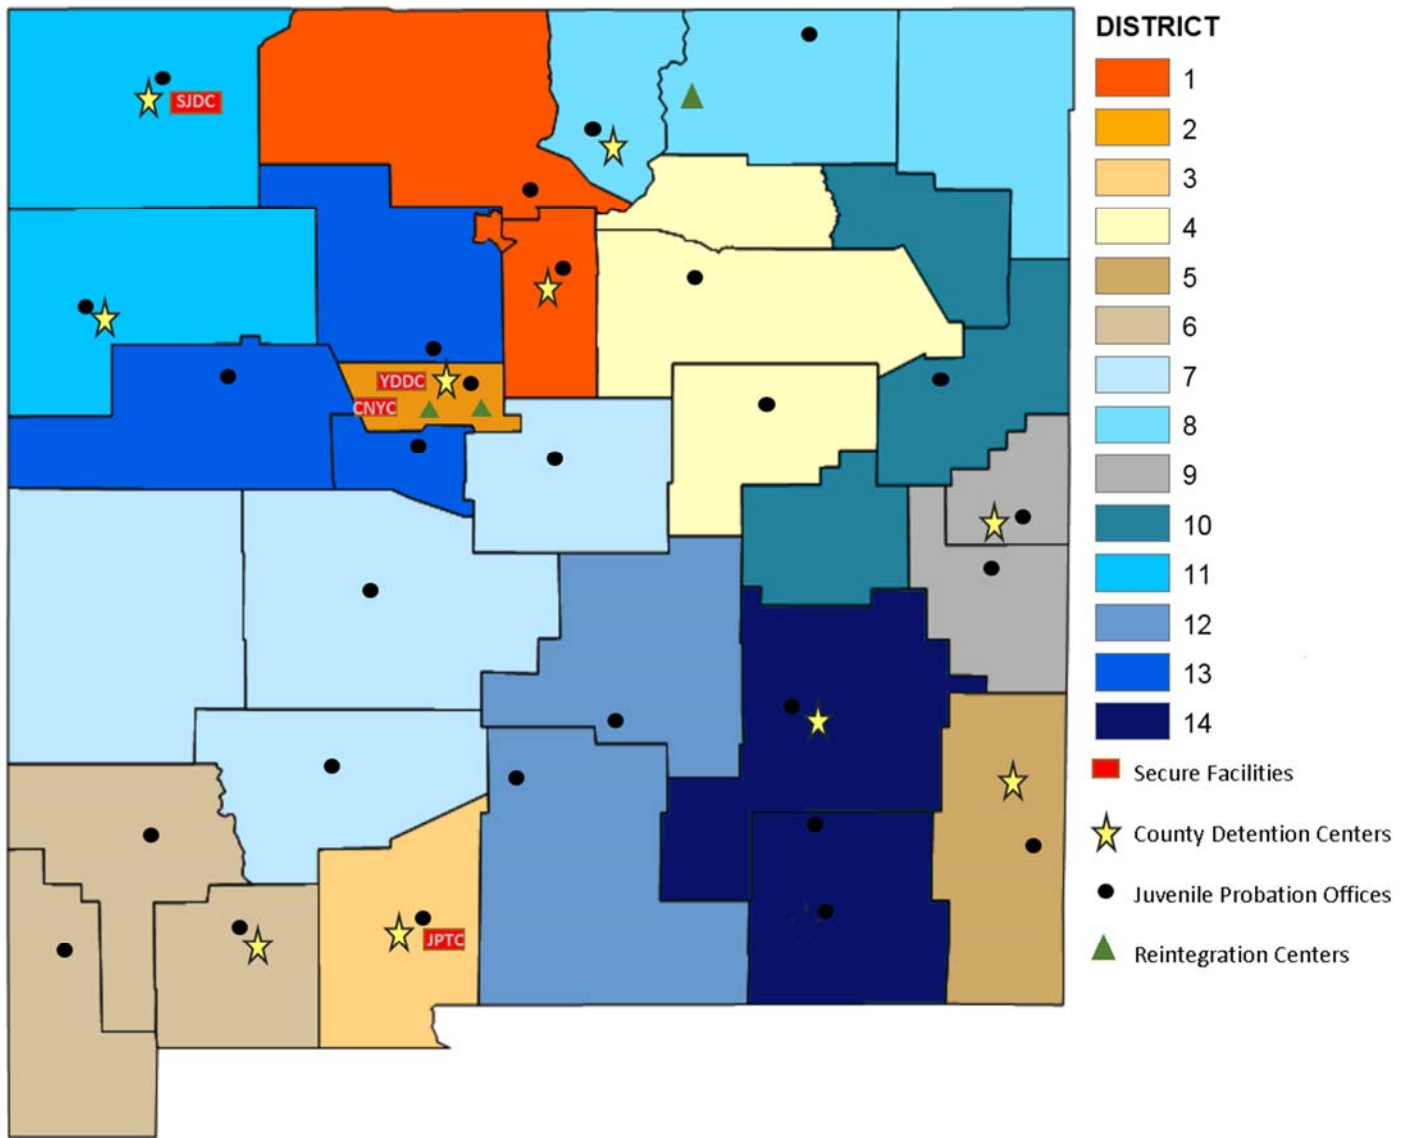 DISTRICT
1
2
3
4
5
6
7
8
9
10
11
12
13
14
Secure Facilities
County Detention Centers
Juvenile Probation Offices
Reintegration Centers
SJDC
YDDC
CNYC
JPTC